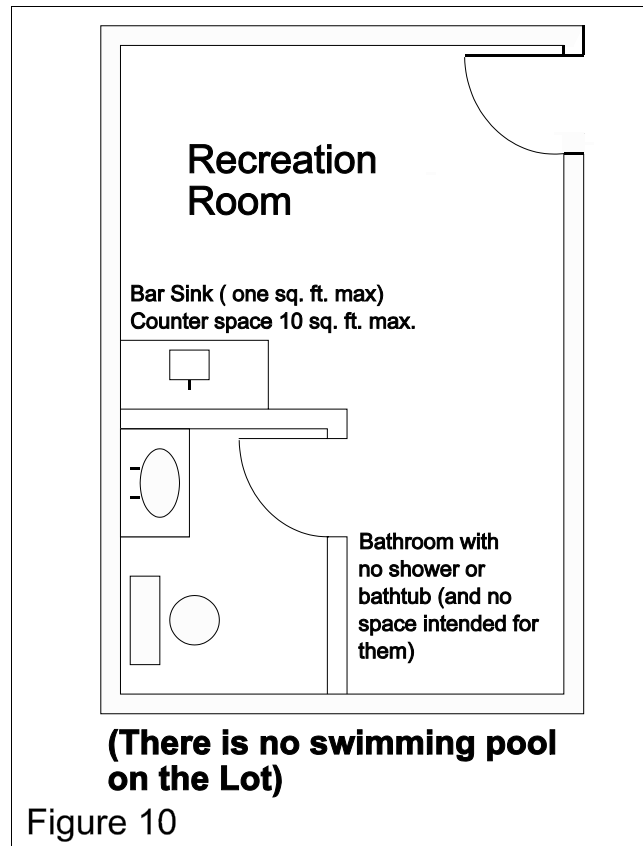 Recreation
Room
Bar Sink ( one sq. ft. max)
Counter space 10 sq. ft. max.
Bathroom with
no shower or
bathtub (and no
space intended for
them)
(There is no swimming pool
on the Lot)
Figure 10